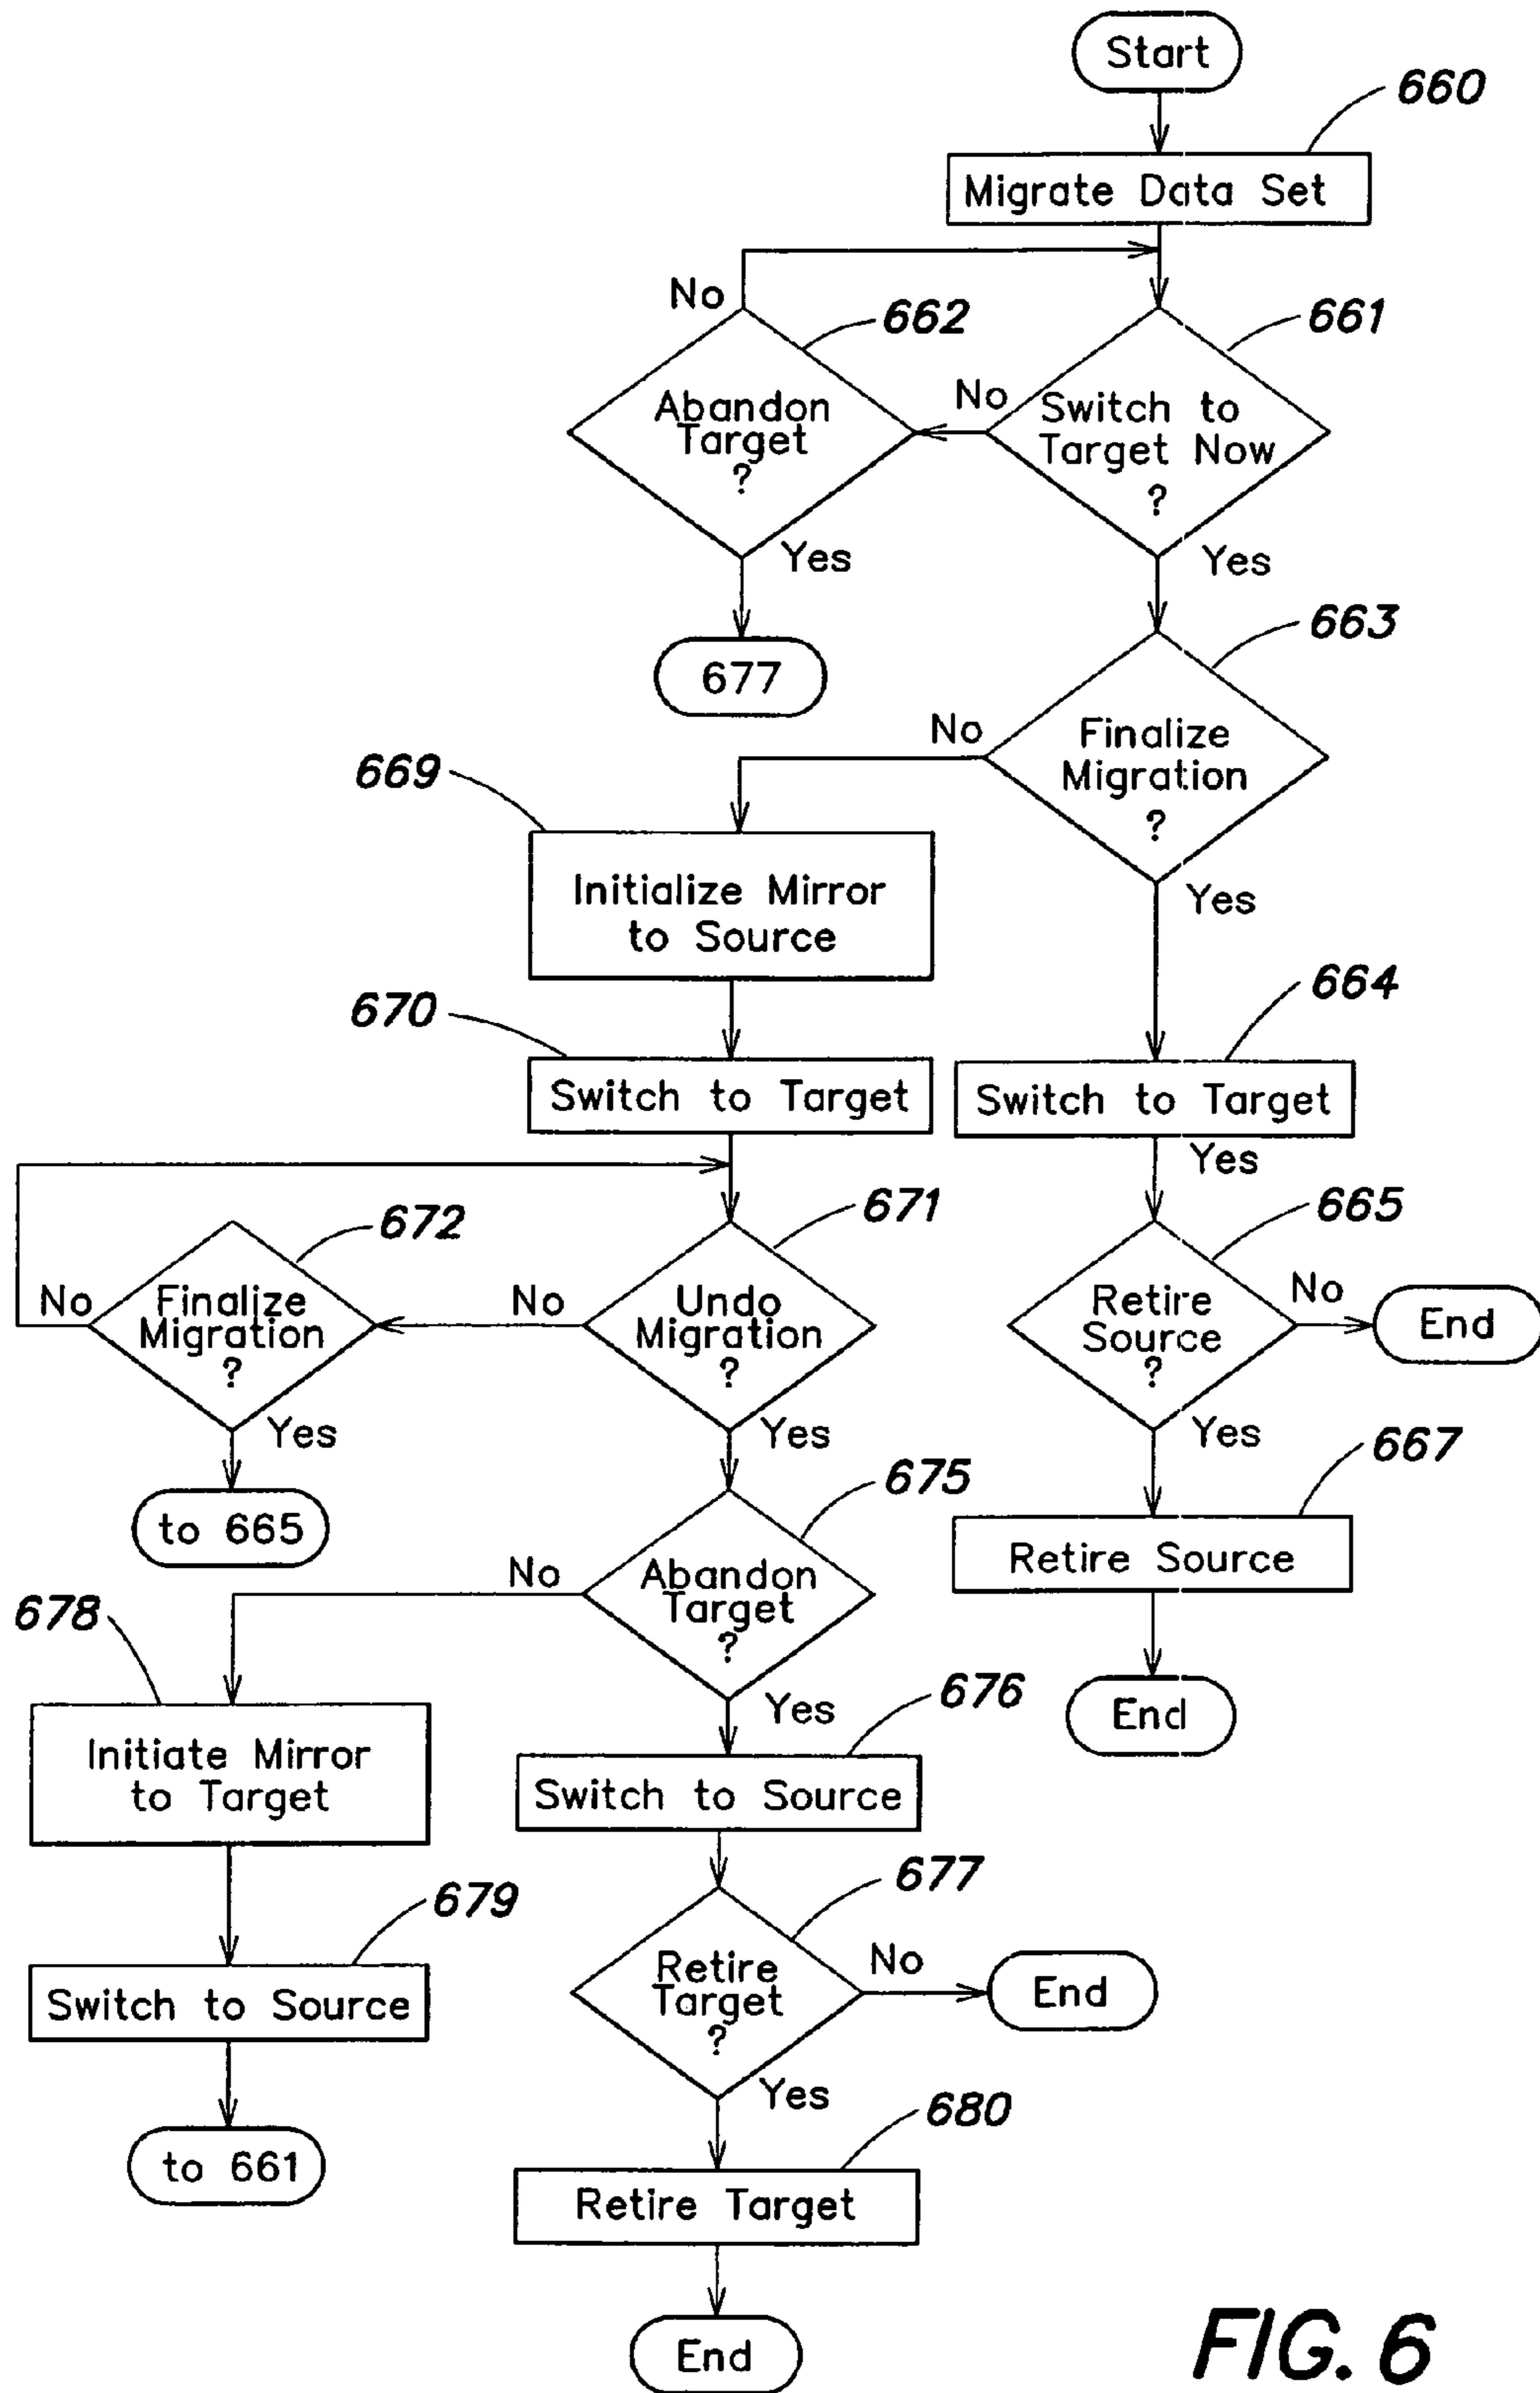 Start
660
Migrate Data Set
No
662
661
Abandon
Target
?
No
Switch to
Target Now
?
Yes
Yes
677
663
No
Finalize
Migration
?
Yes
669
Initialize Mirror
to Source
670
664
Switch to Target
Switch to Target
Yes
672
671
665
No
Finalize
Migration
?
No
Undo
Migration
?
Retire
Source
?
No
End
Yes
Yes
Yes
to 665
675
667
No
Abandon
Target
?
Retire Source
678
Yes
676
End
Initiate Mirror
to Target
Switch to Source
679
677
Switch to Source
Retire
Target
?
No
End
Yes
680
to 661
Retire Target
End
FIG. 6